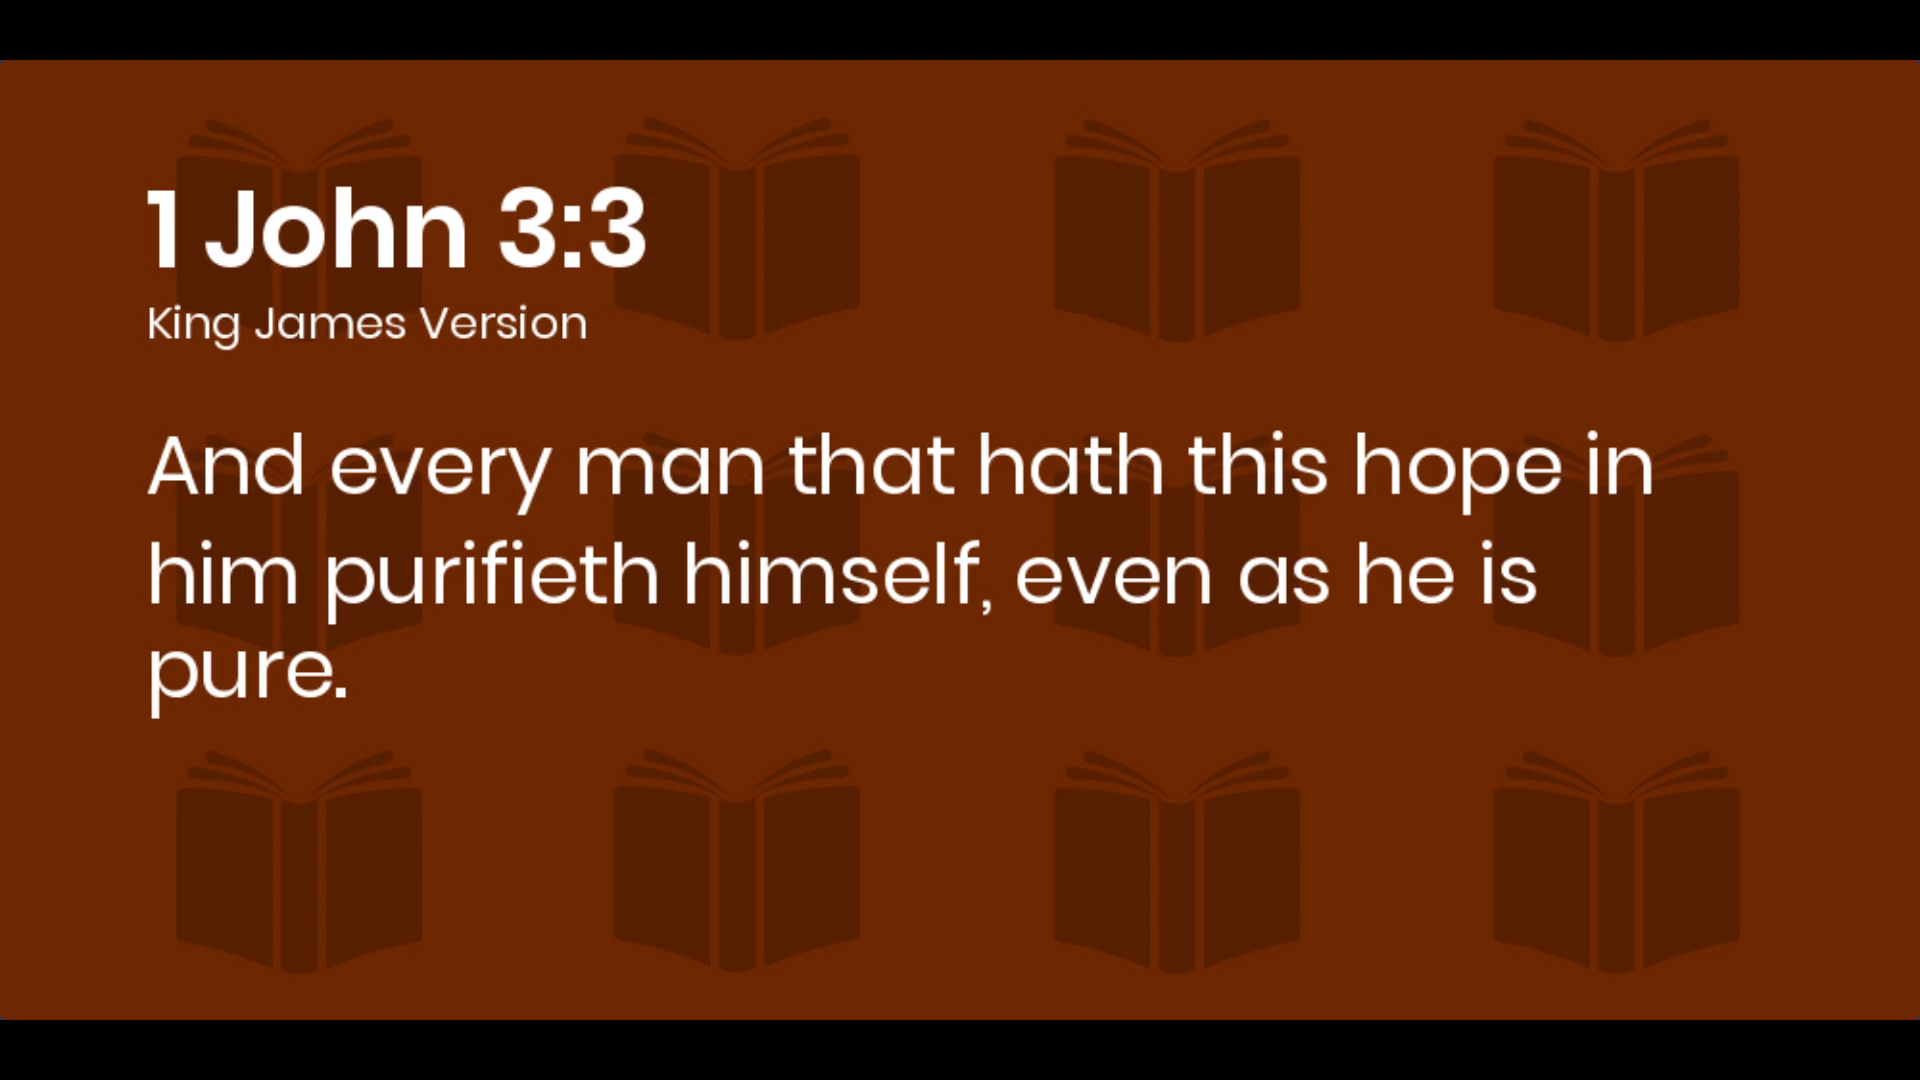 1 John 3:3
King James Version
And every man that hath this hope in
him purifieth himself, even as he is
pure.